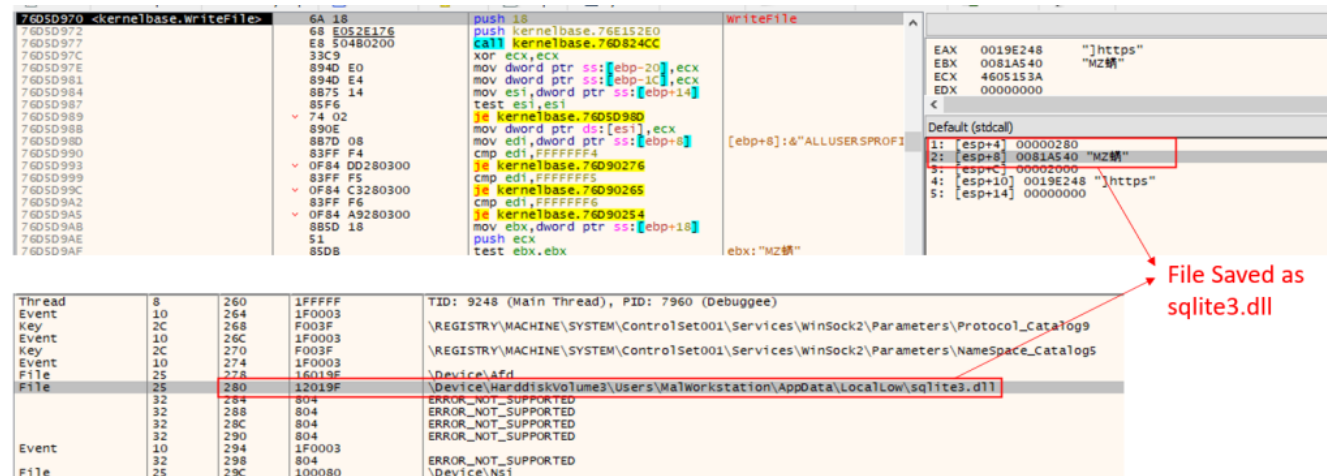 76D5D970 <kernelbase.WriteFile> 6A 18 push 18 WriteFile
76D5D972 68 E052E176 push kernelbase.76E152E0
76D5D977 E8 504B0200 call kernelbase.76D824CC
76D5D97C 33C9 xor ecx,ecx
76D5D97E 894D E0 mov dword ptr ss:[ebp-20],ecx
76D5D981 894D E4 mov dword ptr ss:[ebp-1C],ecx
76D5D984 8B75 14 mov esi,dword ptr ss:[ebp+14]
76D5D987 85F6 test esi,esi
76D5D989 74 02 je kernelbase.76D5D98D
76D5D98B 890E mov dword ptr ds:[esi],ecx
76D5D98D 8B7D 08 mov edi,dword ptr ss:[ebp+8] [ebp+8]:&"ALLUSERSPROFI
76D5D990 83FF F4 cmp edi,FFFFFFF4
76D5D993 0F84 DD280300 je kernelbase.76D90276
76D5D999 83FF F5 cmp edi,FFFFFFF5
76D5D99C 0F84 C3280300 je kernelbase.76D90265
76D5D9A2 83FF F6 cmp edi,FFFFFFF6
76D5D9A5 0F84 A9280300 je kernelbase.76D90254
76D5D9AB 8B5D 18 mov ebx,dword ptr ss:[ebp+18]
76D5D9AE 51 push ecx
76D5D9AF 85DB test ebx,ebx ebx:"MZ
EAX 0019E248 "]https"
EBX 0081A540 "MZ
ECX 4605153A
EDX 00000000
<
Default (stdcall)
1: [esp+4] 00000280
2: [esp+8] 0081A540 "MZ
3: [esp+C] 00002000
4: [esp+10] 0019E248 "]https"
5: [esp+14] 00000000
File Saved as
sqlite3.dll
Thread 8 260 1FFFFF TID: 9248 (Main Thread), PID: 7960 (Debuggee)
Event 10 264 1F0003
Key 2C 268 F003F \REGISTRY\MACHINE\SYSTEM\ControlSet001\Services\WinSock2\Parameters\Protocol_Catalog9
Event 10 26C 1F0003
Key 2C 270 F003F \REGISTRY\MACHINE\SYSTEM\ControlSet001\Services\WinSock2\Parameters\NameSpace_Catalog5
Event 10 274 1F0003
File 25 278 16019F \Device\Afd
File 25 280 12019F \Device\HarddiskVolume3\Users\MalWorkstation\AppData\LocalLow\sqlite3.dll
32 284 804 ERROR_NOT_SUPPORTED
32 288 804 ERROR_NOT_SUPPORTED
32 28C 804 ERROR_NOT_SUPPORTED
32 290 804 ERROR_NOT_SUPPORTED
Event 10 294 1F0003
32 298 804 ERROR_NOT_SUPPORTED
File 25 29C 100080 \Device\Nsi